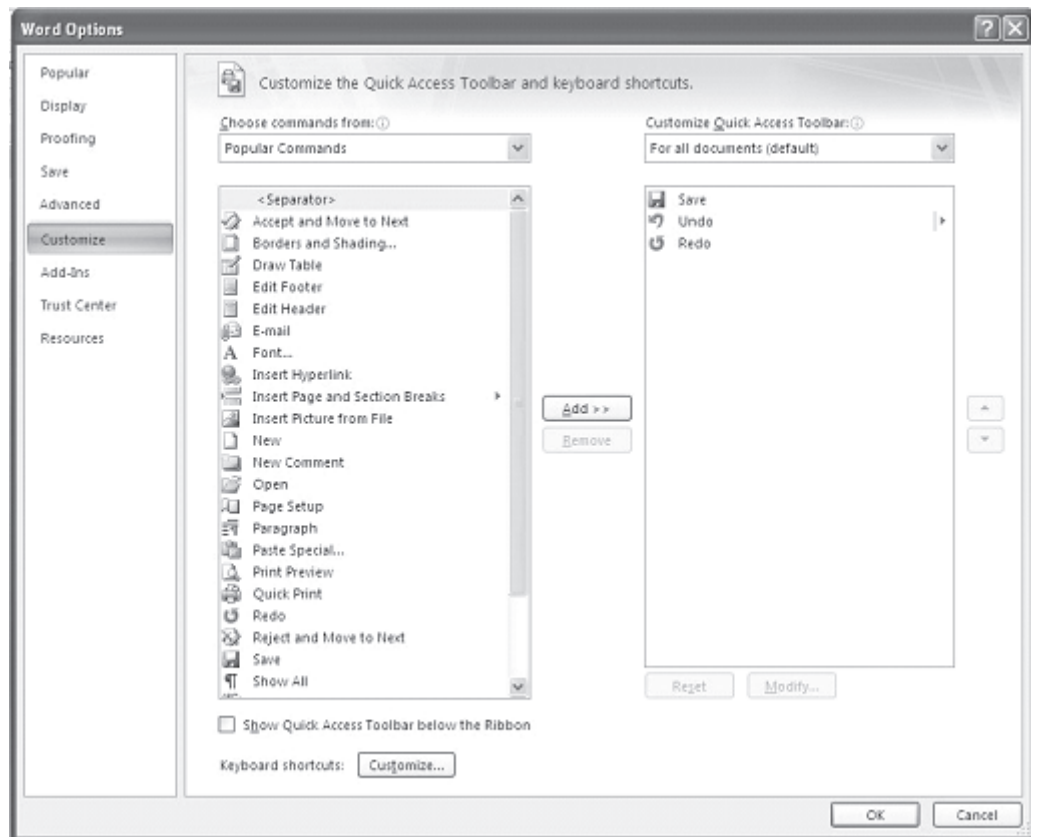 Word Options
Popular
Display
Proofing
Save
Advanced
Customize
Add-Ins
Trust Center
Resources
Customize the Quick Access Toolbar and keyboard shortcuts.
Choose commands from:
Popular Commands
<Separator>
Accept and Move to Next
Borders and Shading...
Draw Table
Edit Footer
Edit Header
E-mail
Font...
Insert Hyperlink
Insert Page and Section Breaks
Insert Picture from File
New
New Comment
Open
Page Setup
Paragraph
Paste Special...
Print Preview
Quick Print
Redo
Reject and Move to Next
Save
Show All
Add >>
Remove
Customize Quick Access Toolbar:
For all documents (default)
Save
Undo
Redo
Reset
Modify...
Show Quick Access Toolbar below the Ribbon
Keyboard shortcuts:
Customize...
OK
Cancel